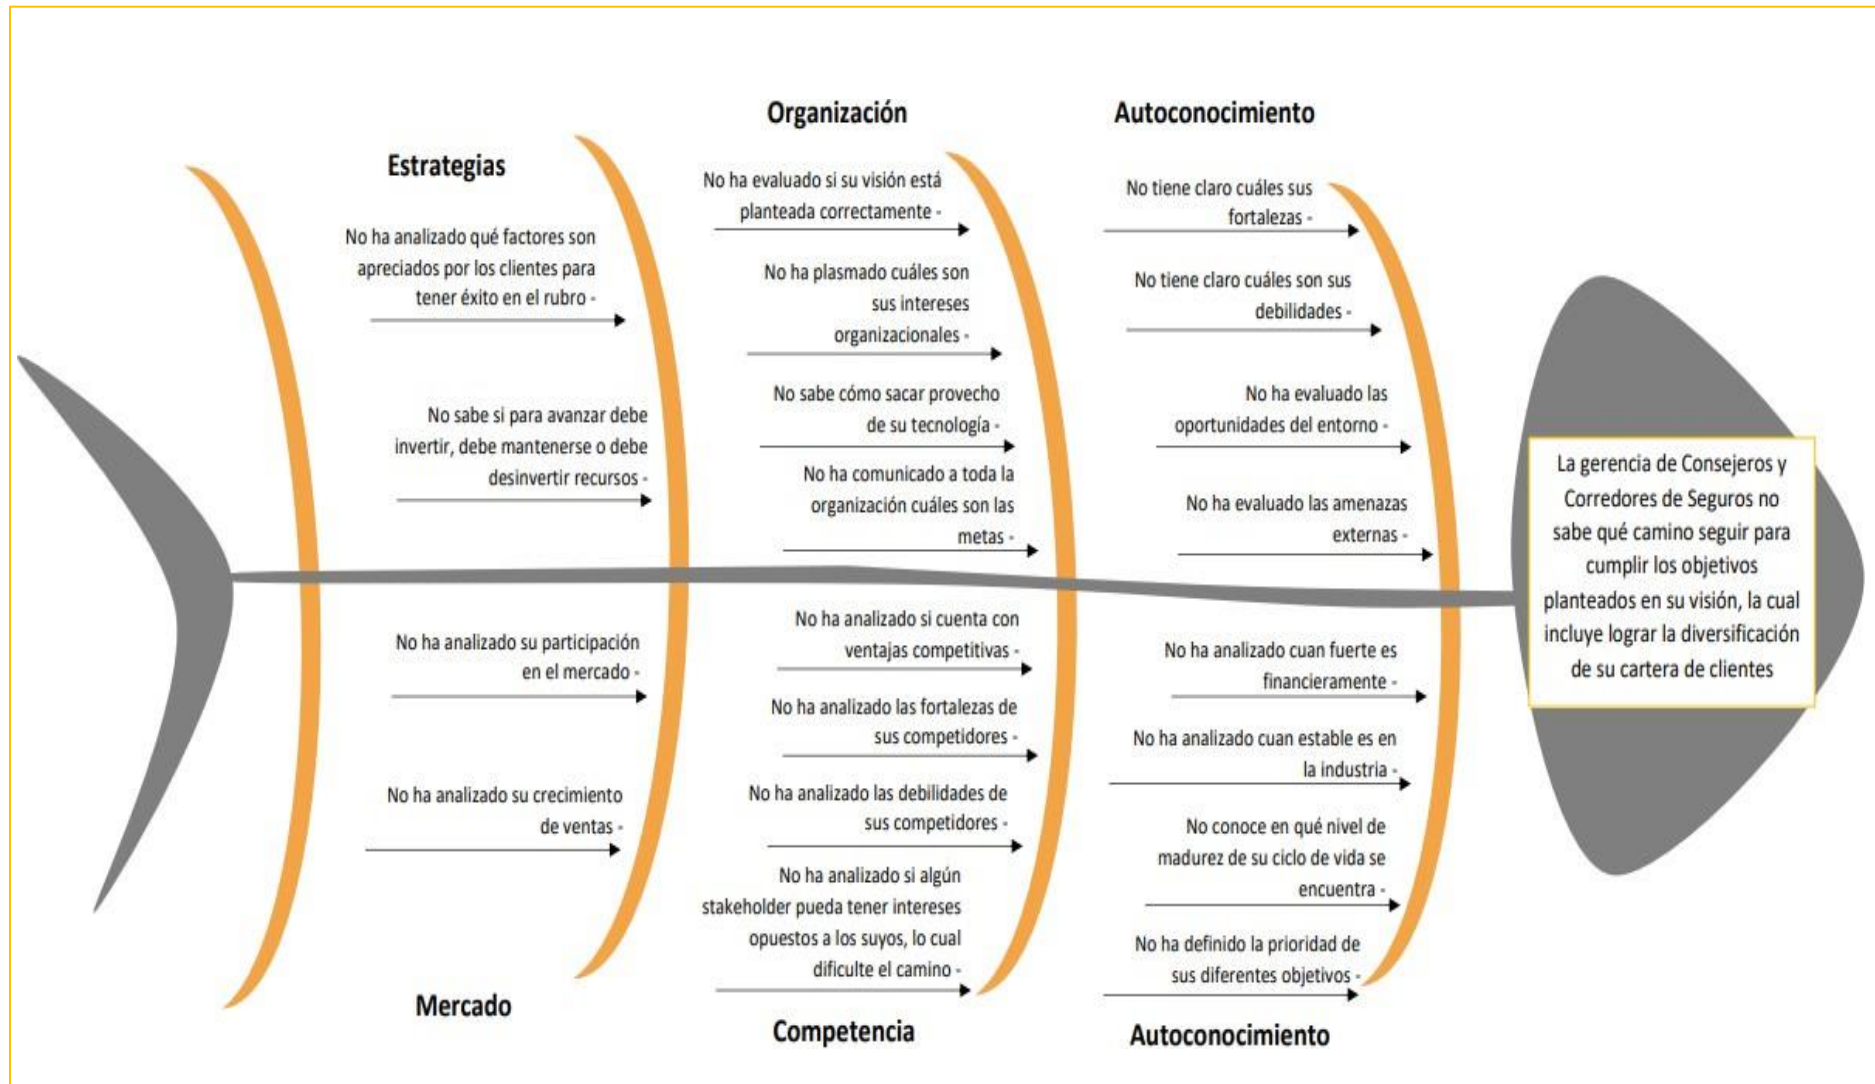 Estrategias
No ha analizado qué factores son
apreciados por los clientes para
tener éxito en el rubro -
No sabe si para avanzar debe
invertir, debe mantenerse o debe
desinvertir recursos -
Organización
No ha evaluado si su visión está
planteada correctamente -
No ha plasmado cuáles son
sus intereses
organizacionales -
No sabe cómo sacar provecho
de su tecnología -
No ha comunicado a toda la
organización cuáles son las
metas -
Autoconocimiento
No tiene claro cuáles sus
fortalezas -
No tiene claro cuáles son sus
debilidades -
No ha evaluado las
oportunidades del entorno -
No ha evaluado las amenazas
externas -
No ha analizado su participación
en el mercado -
No ha analizado su crecimiento
de ventas -
Mercado
No ha analizado si cuenta con
ventajas competitivas -
No ha analizado las fortalezas de
sus competidores -
No ha analizado las debilidades de
sus competidores -
No ha analizado si algún
stakeholder pueda tener intereses
opuestos a los suyos, lo cual
dificulte el camino -
Competencia
No ha analizado cuan fuerte es
financieramente -
No ha analizado cuan estable es en
la industria -
No conoce en qué nivel de
madurez de su ciclo de vida se
encuentra -
No ha definido la prioridad de
sus diferentes objetivos -
Autoconocimiento
La gerencia de Consejeros y
Corredores de Seguros no
sabe qué camino seguir para
cumplir los objetivos
planteados en su visión, la cual
incluye lograr la diversificación
de su cartera de clientes